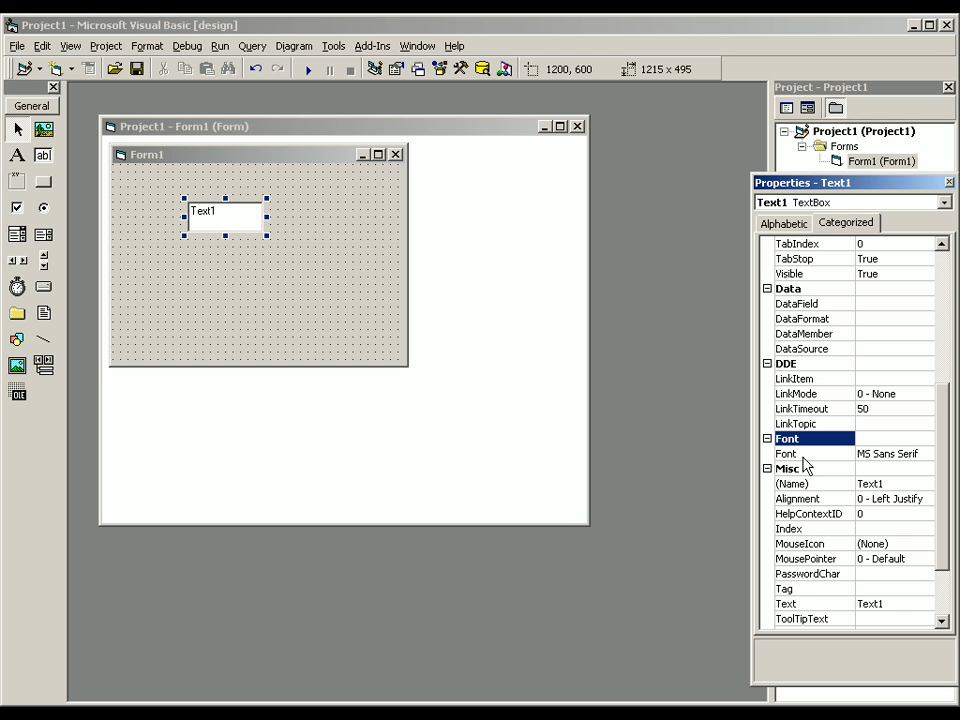 Project1 - Microsoft Visual Basic [design]
File Edit View Project Format Debug Run Query Diagram Tools Add-Ins Window Help
1200, 600 1215 x 495
General
A ab|
XY
OLE
Project1 - Form1 (Form)
Form1
Text1
Project - Project1
Project1 (Project1)
Forms
Form1 (Form1)
Properties - Text1
Text1 TextBox
Alphabetic Categorized
TabIndex 0
TabStop True
Visible True
Data
DataField
DataFormat
DataMember
DataSource
DDE
LinkItem
LinkMode 0 - None
LinkTimeout 50
LinkTopic
Font
Font MS Sans Serif
Misc
(Name) Text1
Alignment 0 - Left Justify
HelpContextID 0
Index
MouseIcon (None)
MousePointer 0 - Default
PasswordChar
Tag
Text Text1
ToolTipText